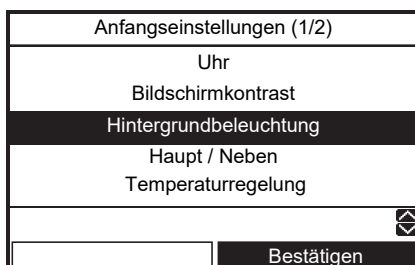 Anfangseinstellungen (1/2)
Uhr
Bildschirmkontrast
Hintergrundbeleuchtung
Haupt / Neben
Temperaturregelung
Bestätigen